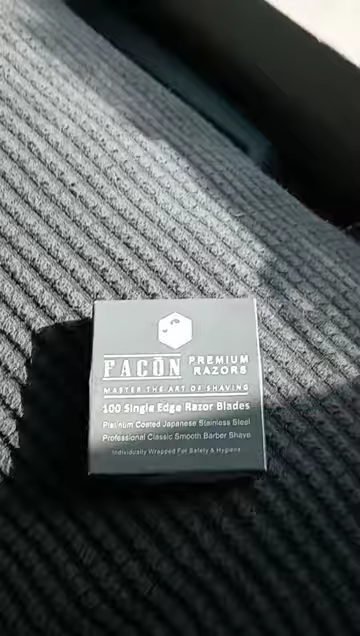 FACŌN PREMIUM RAZORS
MASTER THE ART OF SHAVING
100 Single Edge Razor Blades
Platinum Coated Japanese Stainless Steel
Professional Classic Smooth Barber Shave
Individually Wrapped For Safety & Hygiene